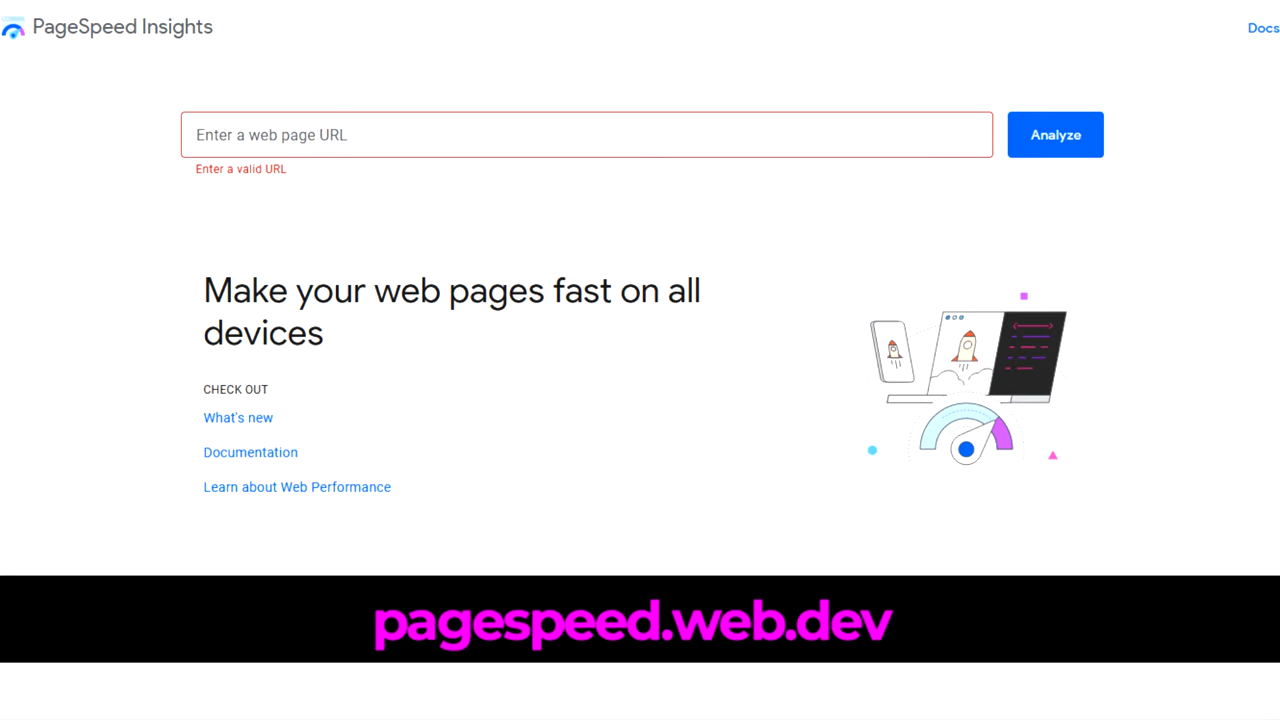 PageSpeed Insights
Docs
Enter a web page URL
Analyze
Enter a valid URL
Make your web pages fast on all
devices
CHECK OUT
What's new
Documentation
Learn about Web Performance
pagespeed.web.dev